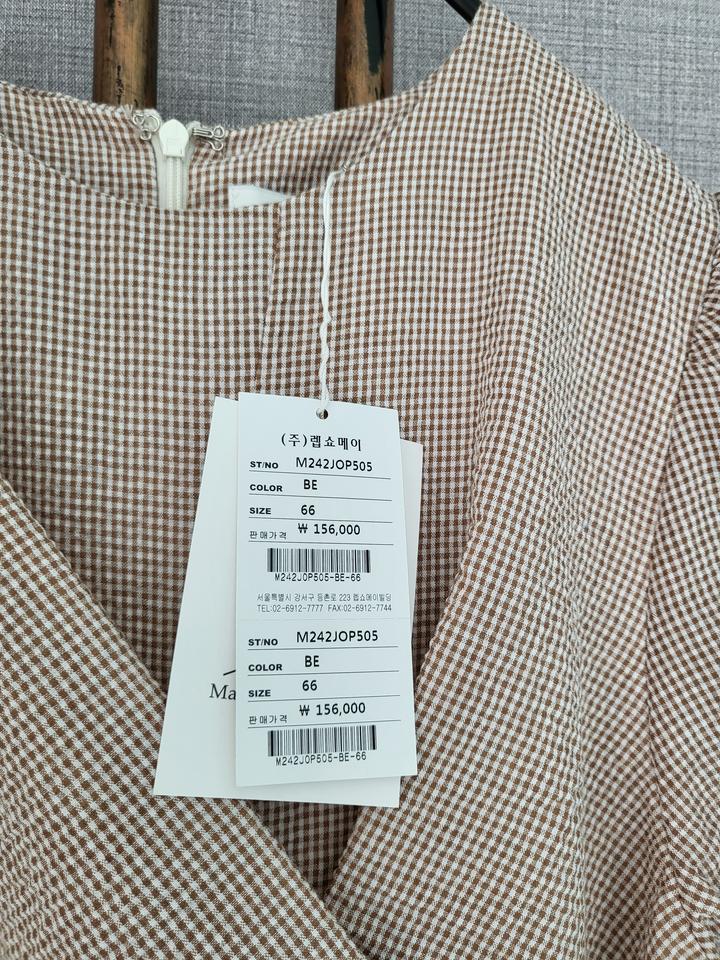 (주)렙쇼메이
ST/NO M242JOP505
COLOR BE
SIZE 66
판매가격 ₩ 156,000
M242JOP505-BE-66
서울특별시 강서구 등촌로 223 렙쇼메이빌딩
TEL:02-6912-7777 FAX:02-6912-7744
ST/NO M242JOP505
COLOR BE
SIZE 66
판매가격 ₩ 156,000
M242JOP505-BE-66
Ma